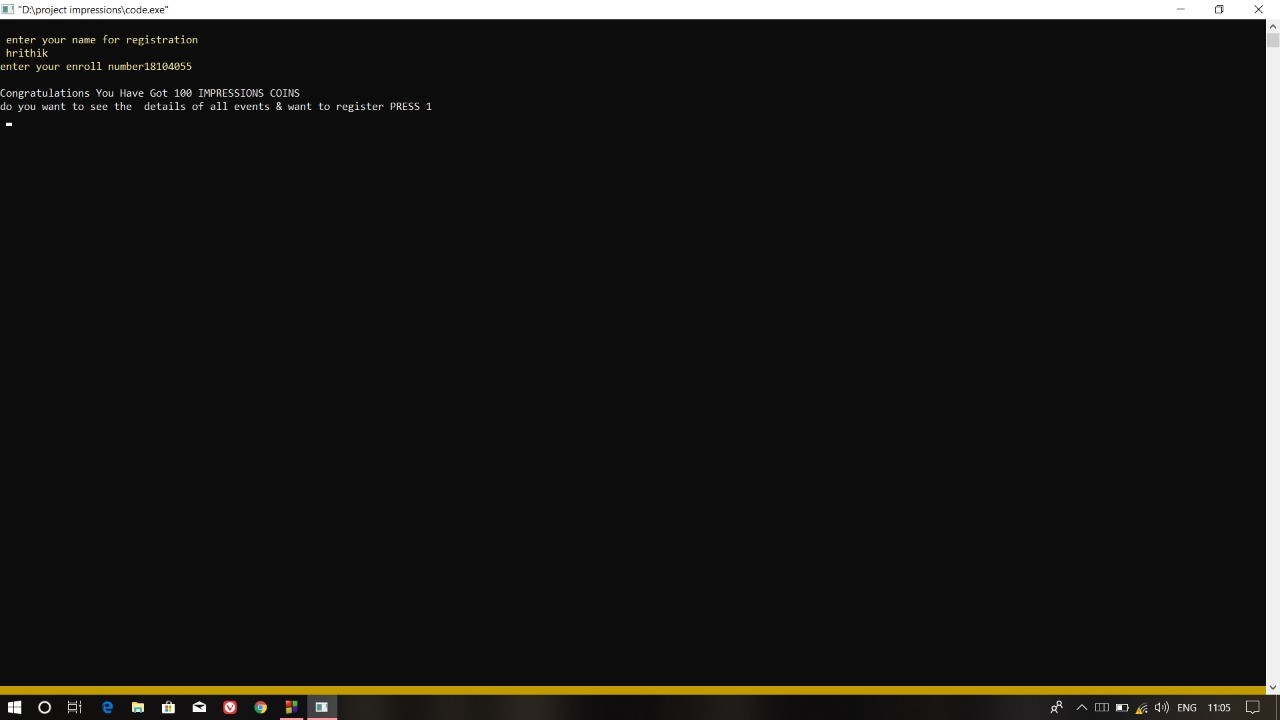 "D:\project impressions\code.exe"
enter your name for registration
hrithik
enter your enroll number18104055
Congratulations You Have Got 100 IMPRESSIONS COINS
do you want to see the  details of all events & want to register PRESS 1
ENG 11:05